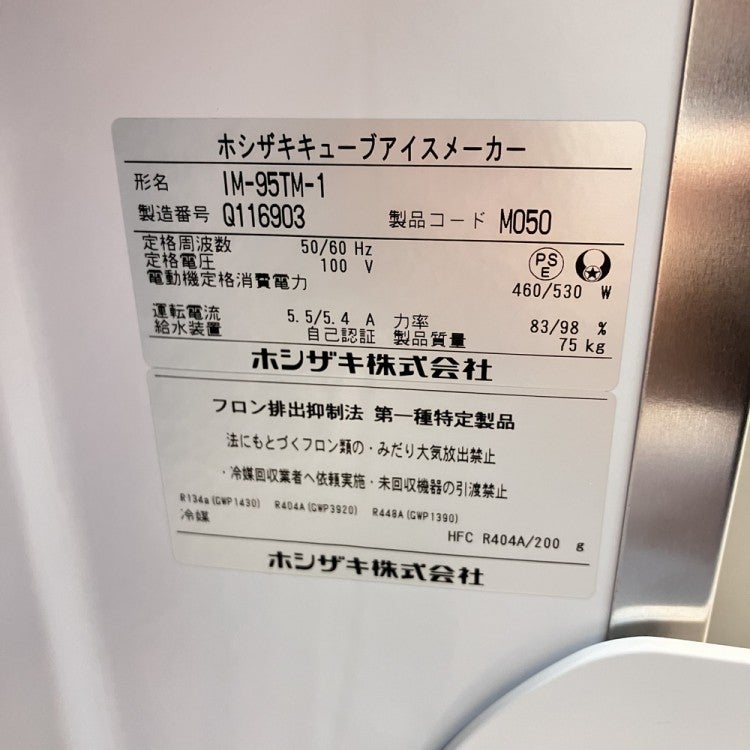 ホシザキキューブアイスメーカー
形名 IM-95TM-1
製造番号 Q116903 製品コード M050
定格周波数 50/60 Hz
定格電圧 100 V
PS E
電動機定格消費電力 460/530 W
運転電流 5.5/5.4 A 力率 83/98 %
給水装置 自己認証 製品質量 75 kg
ホシザキ株式会社
フロン排出抑制法 第一種特定製品
法にもとづくフロン類の・みだり大気放出禁止
・冷媒回収業者へ依頼実施・未回収機器の引渡禁止
R134a(GWP1430) R404A(GWP3920) R448A(GWP1390)
冷媒 HFC R404A/200 g
ホシザキ株式会社